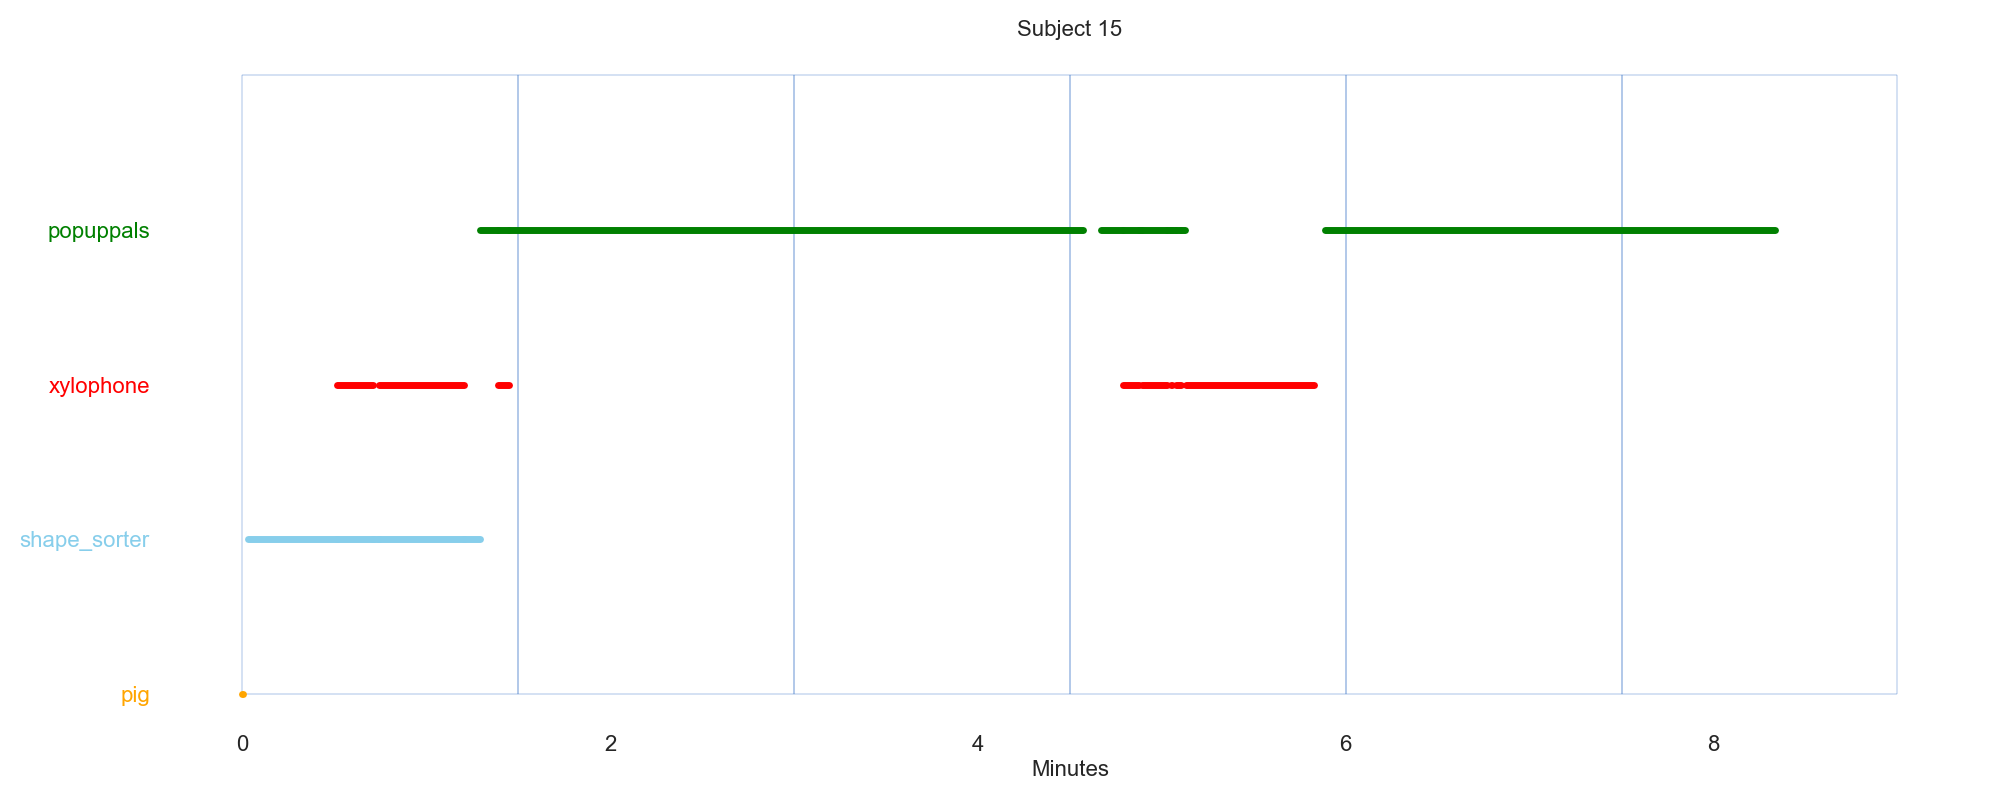 Subject 15
popuppals
xylophone
shape_sorter
pig
0 2 4 6 8
Minutes